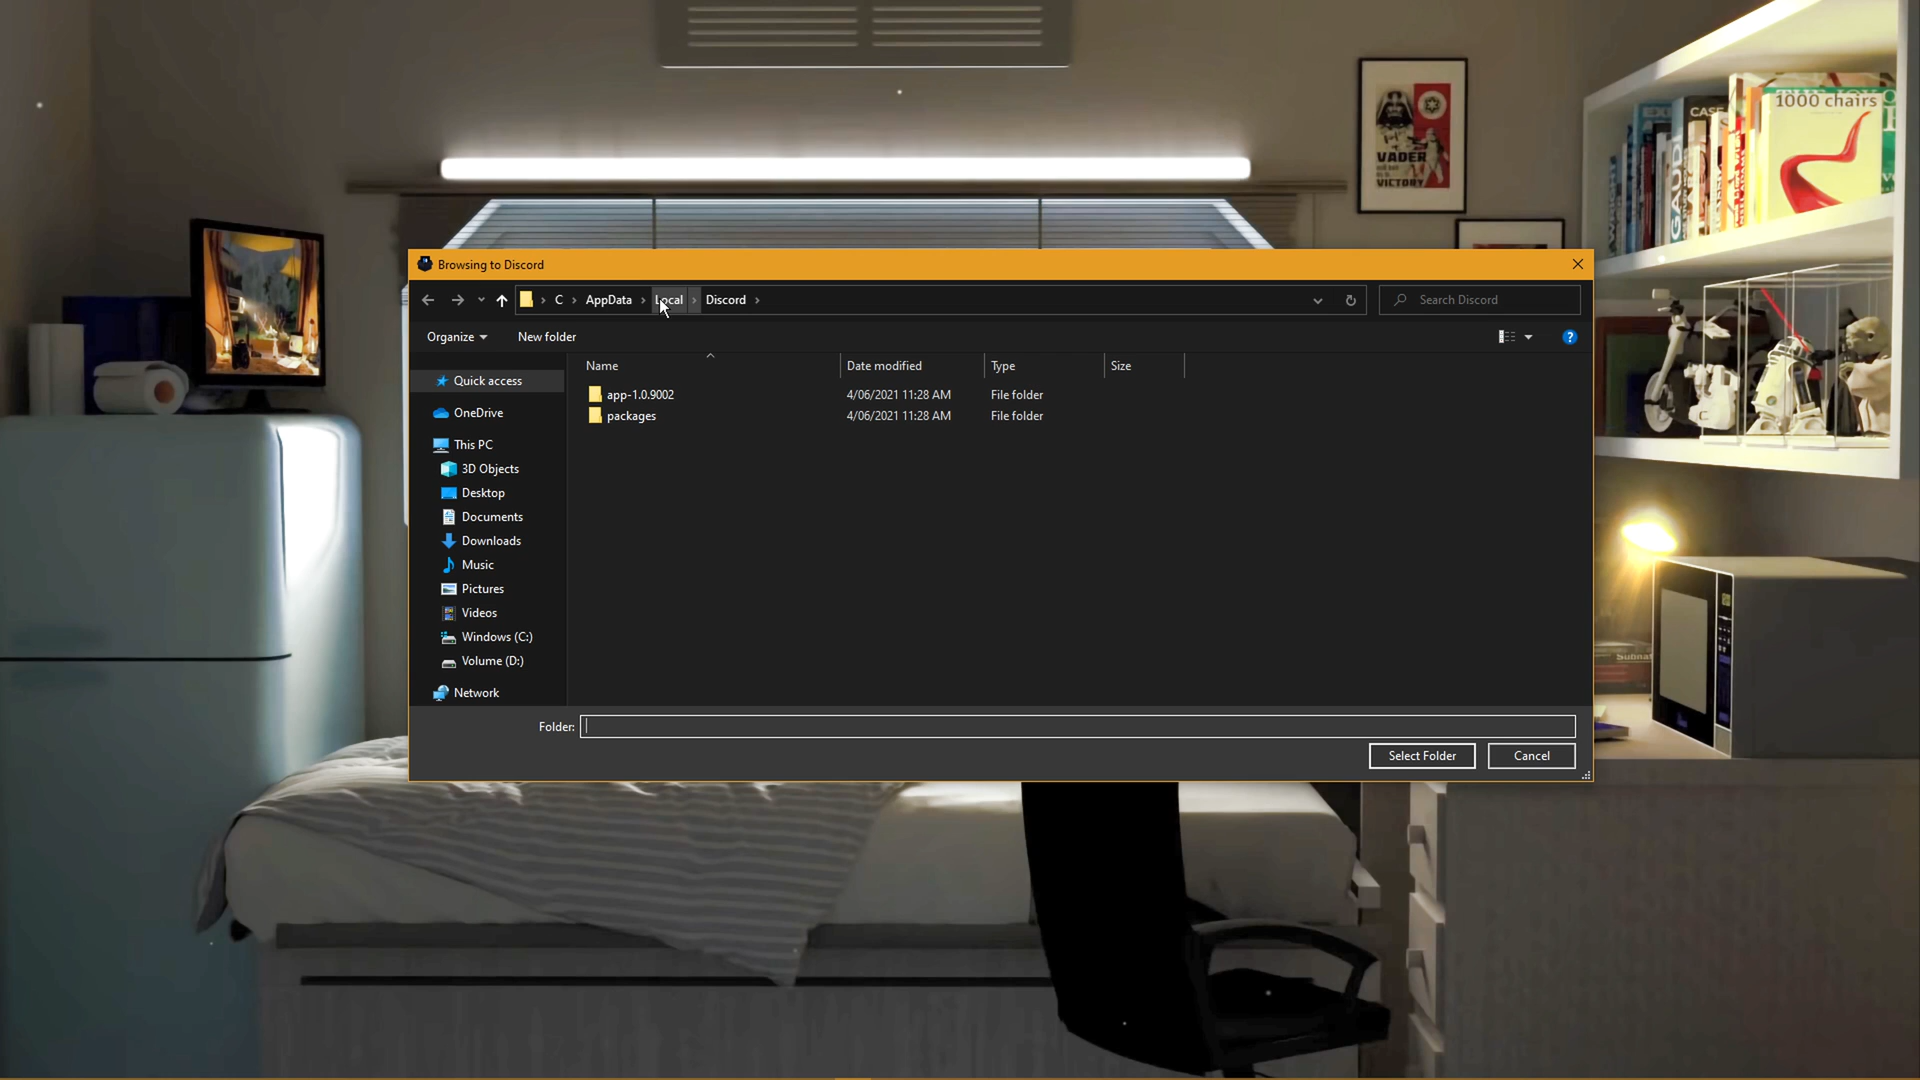 1000 chairs
CASE
GAUDI
VADER
VICTORY
Browsing to Discord
C
AppData
Local
Discord
Search Discord
Organize
New folder
?
Name
Date modified
Type
Size
Quick access
app-1.0.9002
4/06/2021 11:28 AM
File folder
packages
4/06/2021 11:28 AM
File folder
OneDrive
This PC
3D Objects
Desktop
Documents
Downloads
Music
Pictures
Videos
Windows (C:)
Volume (D:)
Network
Folder:
Select Folder
Cancel